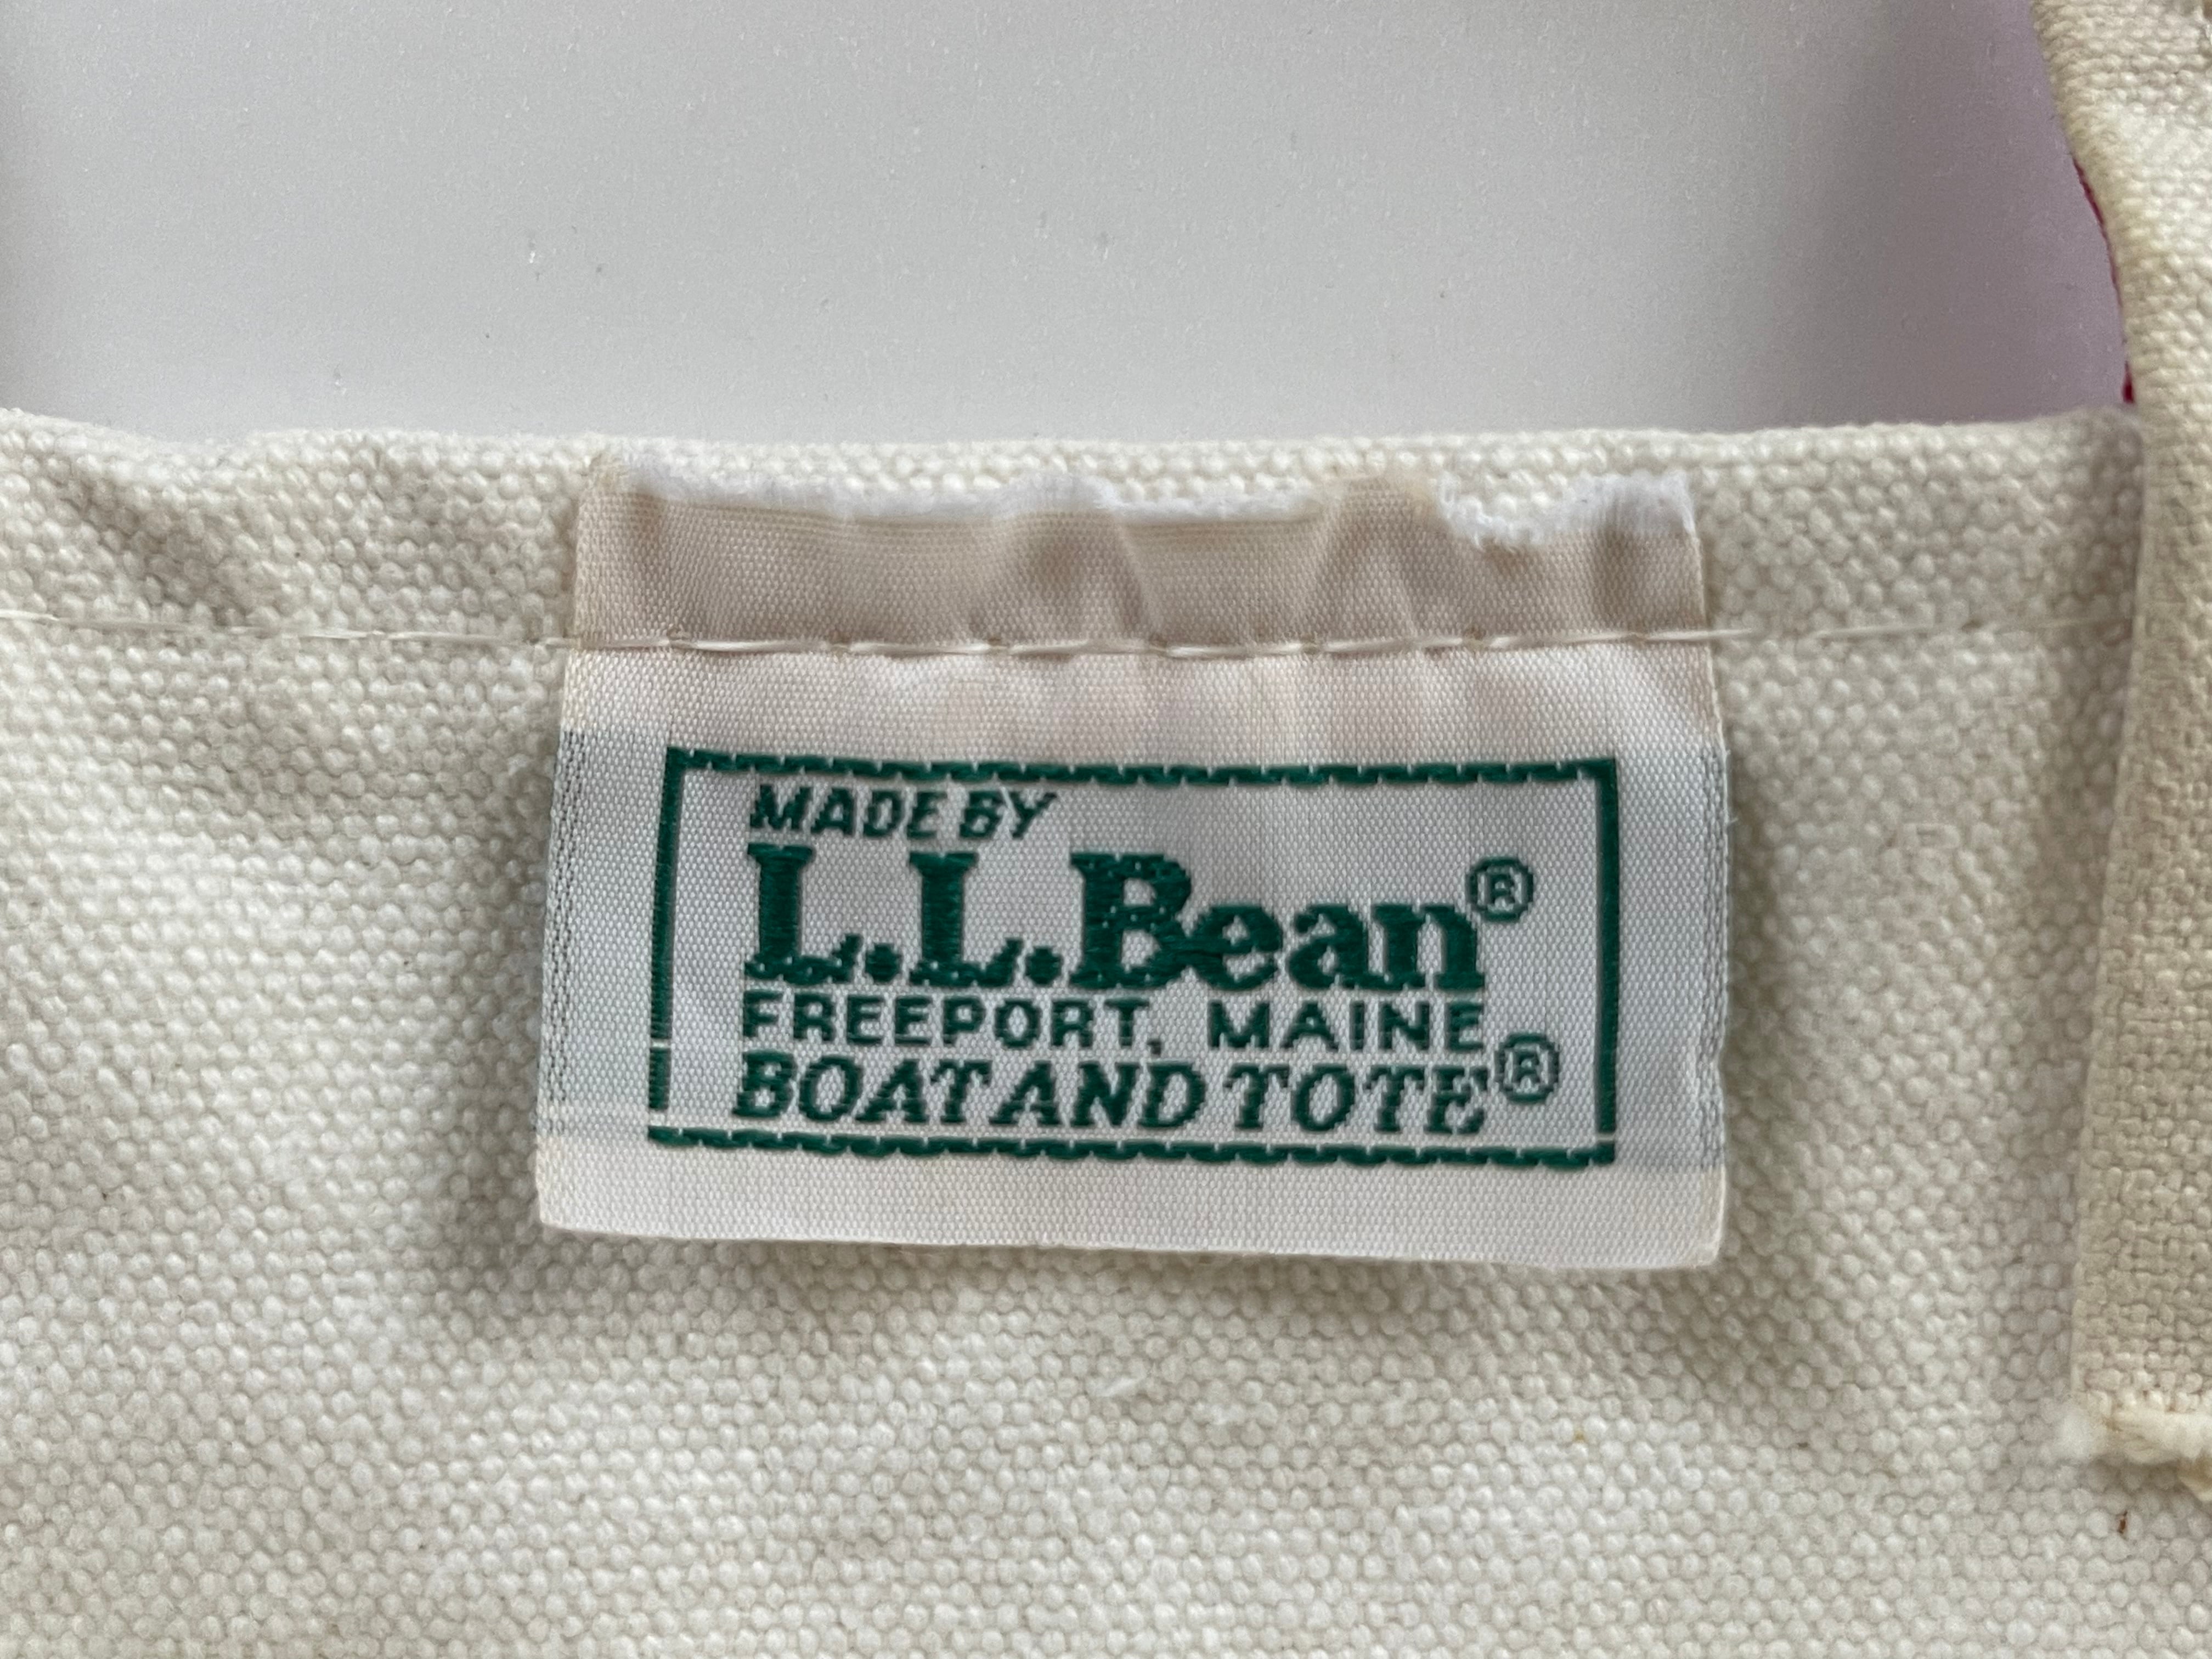 MADE BY
L.L.Bean®
FREEPORT, MAINE
BOAT AND TOTE®